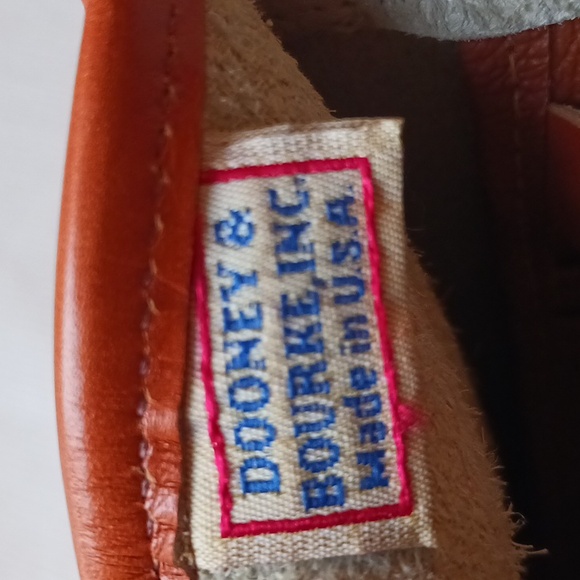 DOONEY &
BOURKE, INC.
Made in U.S.A.